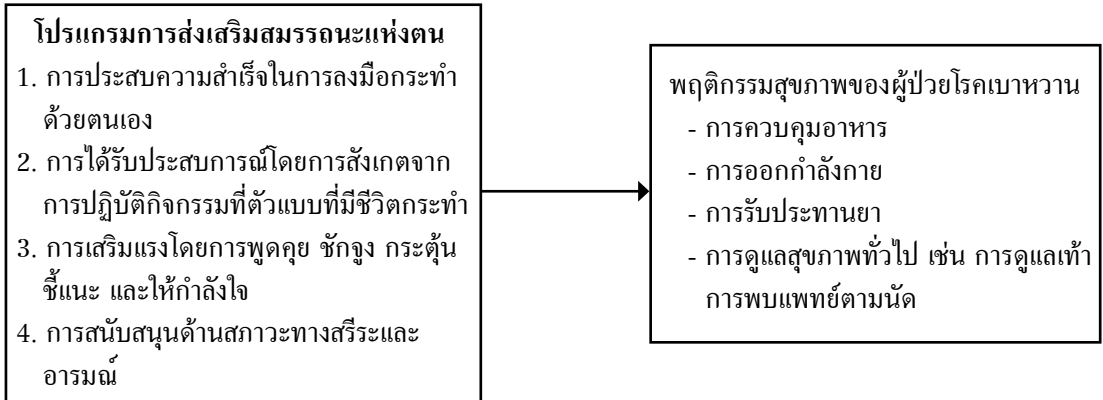 โปรแกรมการส่งเสริมสมรรถนะแห่งตน
1. การประสบความสำเร็จในการลงมือกระทำ
ด้วยตนเอง
2. การได้รับประสบการณ์โดยการสังเกตจาก
การปฏิบัติกิจกรรมที่ตัวแบบที่มีชีวิตกระทำ
3. การเสริมแรงโดยการพูดคุย ชักจูง กระตุ้น
ชี้แนะ และให้กำลังใจ
4. การสนับสนุนด้านสภาวะทางสรีระและ
อารมณ์
พฤติกรรมสุขภาพของผู้ป่วยโรคเบาหวาน
- การควบคุมอาหาร
- การออกกำลังกาย
- การรับประทานยา
- การดูแลสุขภาพทั่วไป เช่น การดูแลเท้า
การพบแพทย์ตามนัด